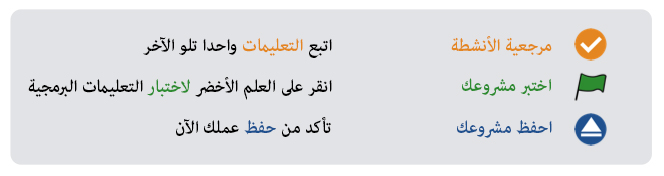 مرجعية الأنشطة اتبع التعليمات واحدا تلو الآخر
اختبر مشروعك انقر على العلم الأخضر لاختبار التعليمات البرمجية
احفظ مشروعك تأكد من حفظ عملك الآن